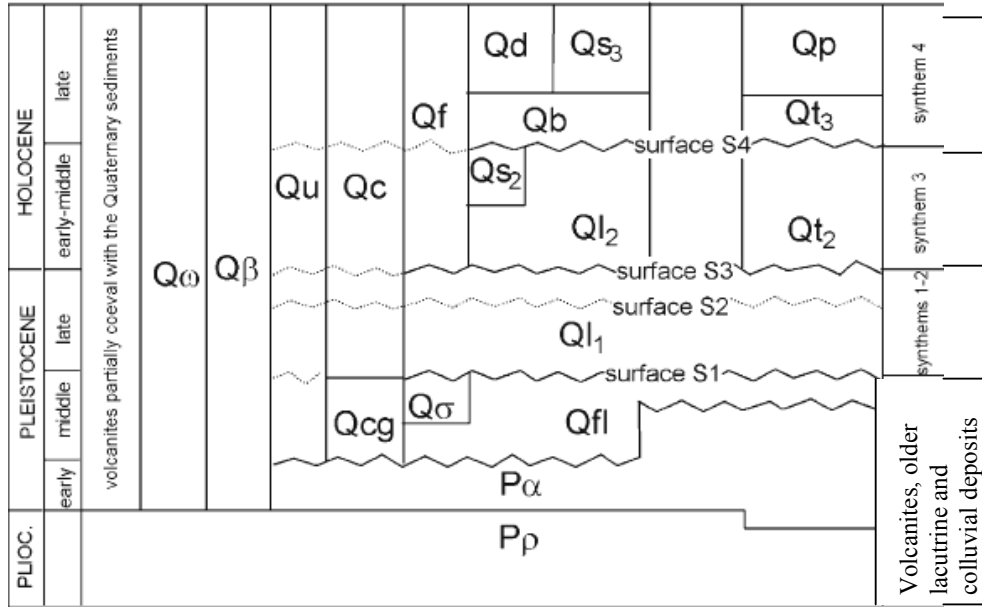 HOLOCENE
late
early-middle
PLEISTOCENE
late
middle
early
PLIOC.
volcanites partially coeval with the Quaternary sediments
Qω
Qβ
Qu
Qc
Qf
Qd
Qs3
Qp
Qb
Qt3
surface S4
Qs2
Ql2
Qt2
surface S3
surface S2
Ql1
surface S1
Qσ
Qcg
Qfl
Pα
Pρ
synthem 4
synthem 3
synthems 1-2
Volcanites, older
lacutrine and
colluvial deposits